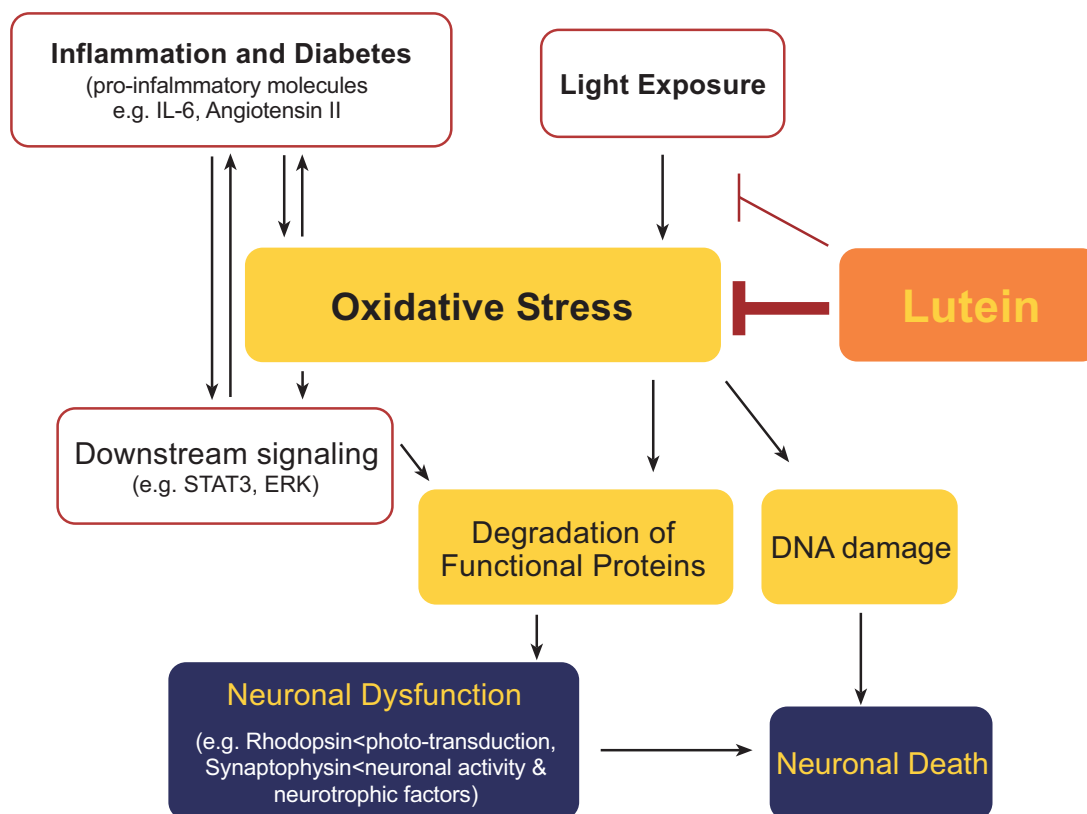 Inflammation and Diabetes
(pro-infalmmatory molecules
e.g. IL-6, Angiotensin II
Light Exposure
Oxidative Stress
Lutein
Downstream signaling
(e.g. STAT3, ERK)
Degradation of
Functional Proteins
DNA damage
Neuronal Dysfunction
(e.g. Rhodopsin<photo-transduction,
Synaptophysin<neuronal activity &
neurotrophic factors)
Neuronal Death